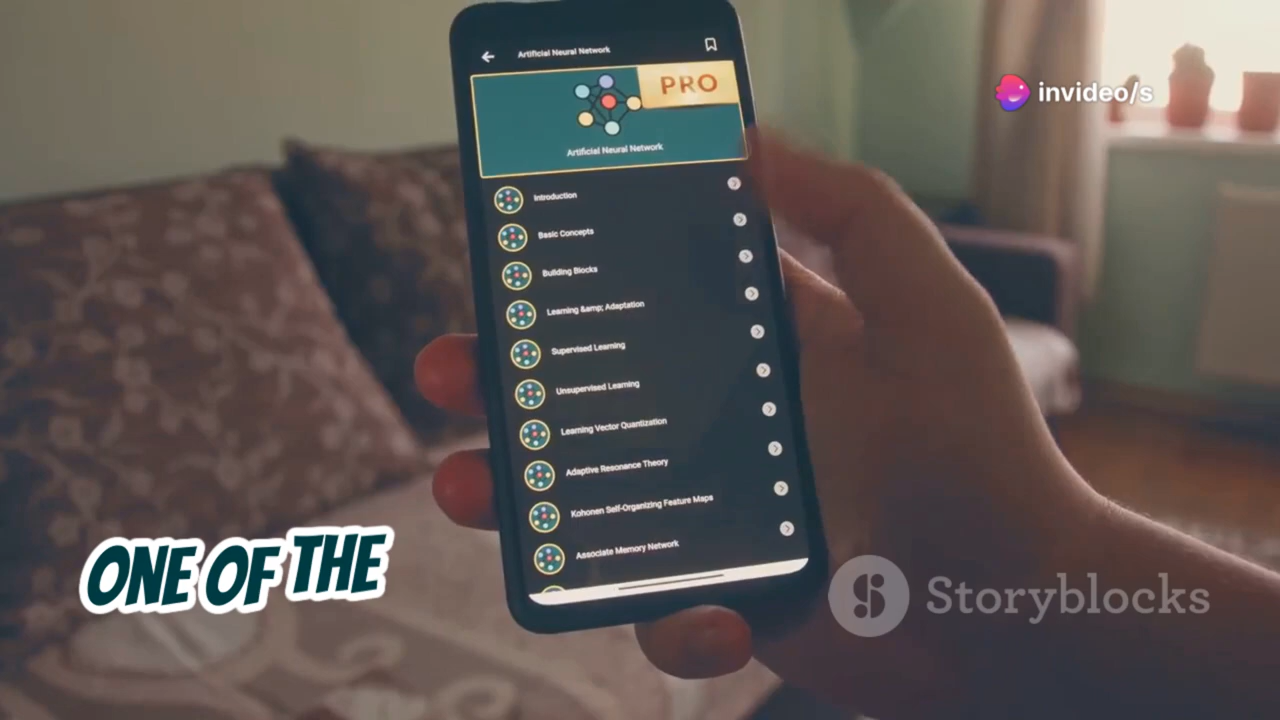 Artificial Neural Network
PRO
invideo/s
Artificial Neural Network
Introduction
Basic Concepts
Building Blocks
Learning &amp; Adaptation
Supervised Learning
Unsupervised Learning
Learning Vector Quantization
Adaptive Resonance Theory
Kohonen Self-Organizing Feature Maps
Associate Memory Network
ONE OF THE
Storyblocks